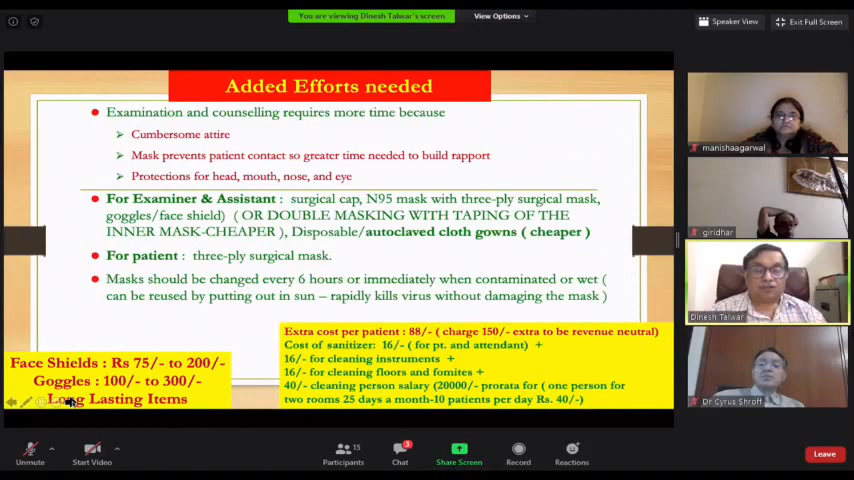 You are viewing Dinesh Talwar's screen
View Options
Speaker View
Exit Full Screen
Added Efforts needed
Examination and counselling requires more time because
Cumbersome attire
Mask prevents patient contact so greater time needed to build rapport
Protections for head, mouth, nose, and eye
For Examiner & Assistant : surgical cap, N95 mask with three-ply surgical mask,
goggles/face shield) ( OR DOUBLE MASKING WITH TAPING OF THE
INNER MASK-CHEAPER ), Disposable/autoclaved cloth gowns ( cheaper )
For patient : three-ply surgical mask.
Masks should be changed every 6 hours or immediately when contaminated or wet (
can be reused by putting out in sun – rapidly kills virus without damaging the mask )
Extra cost per patient : 88/- ( charge 150/- extra to be revenue neutral)
Cost of sanitizer: 16/- ( for pt. and attendant) +
16/- for cleaning instruments +
16/- for cleaning floors and fomites +
40/- cleaning person salary (20000/- prorata for ( one person for
two rooms 25 days a month-10 patients per day Rs. 40/-)
Face Shields : Rs 75/- to 200/-
Goggles : 100/- to 300/-
Long Lasting Items
manishaagarwal
giridhar
Dinesh Talwar
Dr Cyrus Shroff
Unmute
Start Video
Participants
15
Chat
3
Share Screen
Record
Reactions
Leave